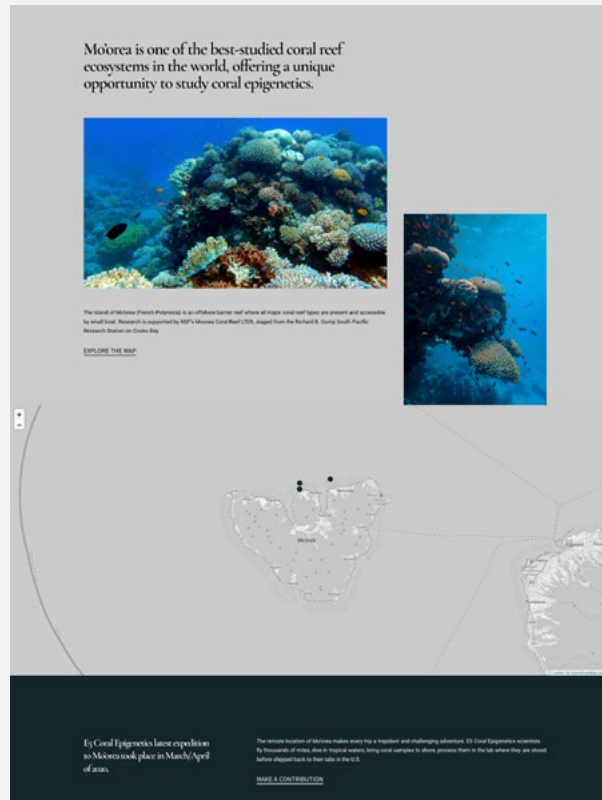 Mo'orea is one of the best-studied coral reef
ecosystems in the world, offering a unique
opportunity to study coral epigenetics.
The island of Mo'orea (French Polynesia) is an offshore barrier reef where all major coral reef types are present and accessible
by small boat. Research is supported by NSF's Moorea Coral Reef LTER, staged from the Richard B. Gump South Pacific
Research Station on Cooks Bay.
EXPLORE THE MAP
+
−
Moorea
E5 Coral Epigenetics latest expedition
to Mo'orea took place in March/April
of 2020.
The remote location of Mo'orea makes every trip a trepidant and challenging adventure. E5 Coral Epigenetics scientists
fly thousands of miles, dive in tropical waters, bring coral samples to shore, process them in the lab where they are stored
before shipped back to their labs in the U.S.
MAKE A CONTRIBUTION